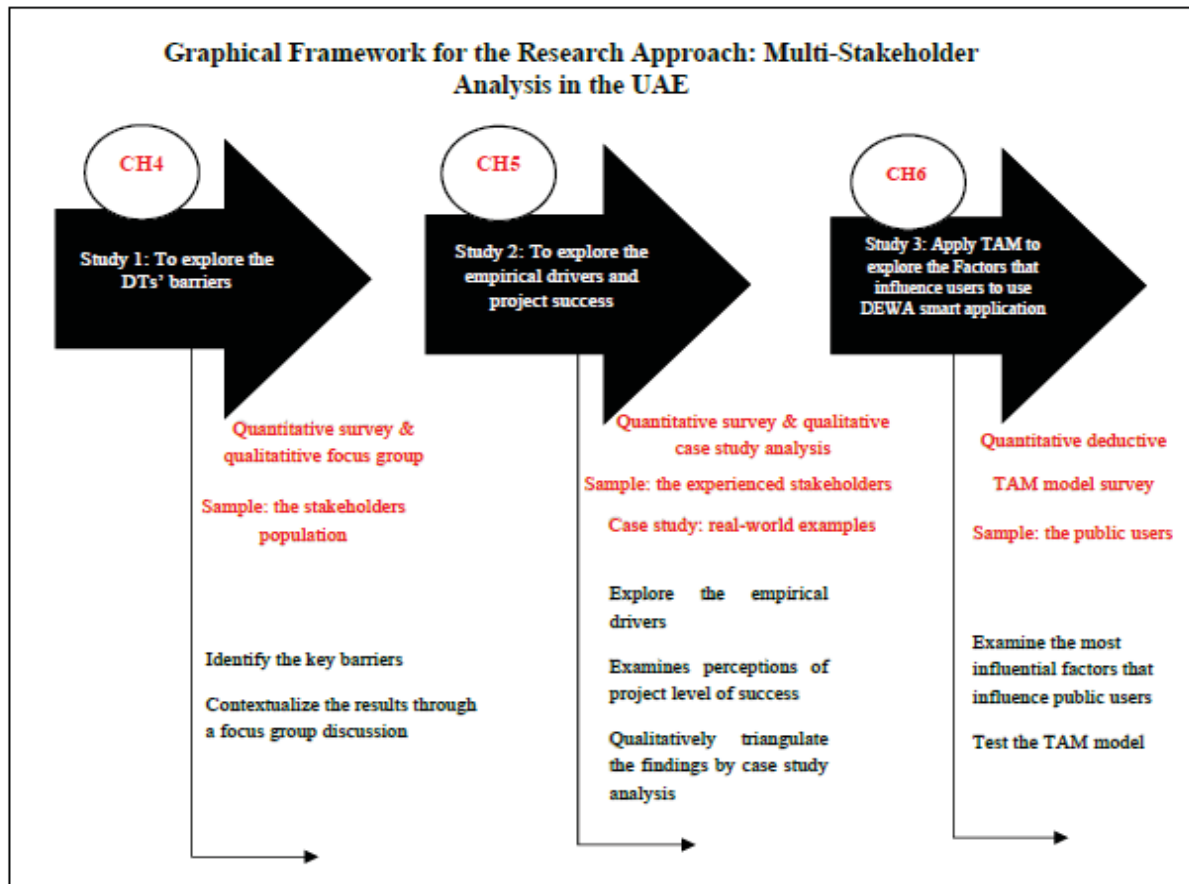 Graphical Framework for the Research Approach: Multi-Stakeholder
Analysis in the UAE
CH4
Study 1: To explore the
DTs' barriers
Quantitative survey &
qualitatitive focus group
Sample: the stakeholders
population
Identify the key barriers
Contextualize the results through
a focus group discussion
CH5
Study 2: To explore the
empirical drivers and
project success
Quantitative survey & qualitative
case study analysis
Sample: the experienced stakeholders
Case study: real-world examples
Explore the empirical
drivers
Examines perceptions of
project level of success
Qualitatively triangulate
the findings by case study
analysis
CH6
Study 3: Apply TAM to
explore the Factors that
influence users to use
DEWA smart application
Quantitative deductive
TAM model survey
Sample: the public users
Examine the most
influential factors that
influence public users
Test the TAM model